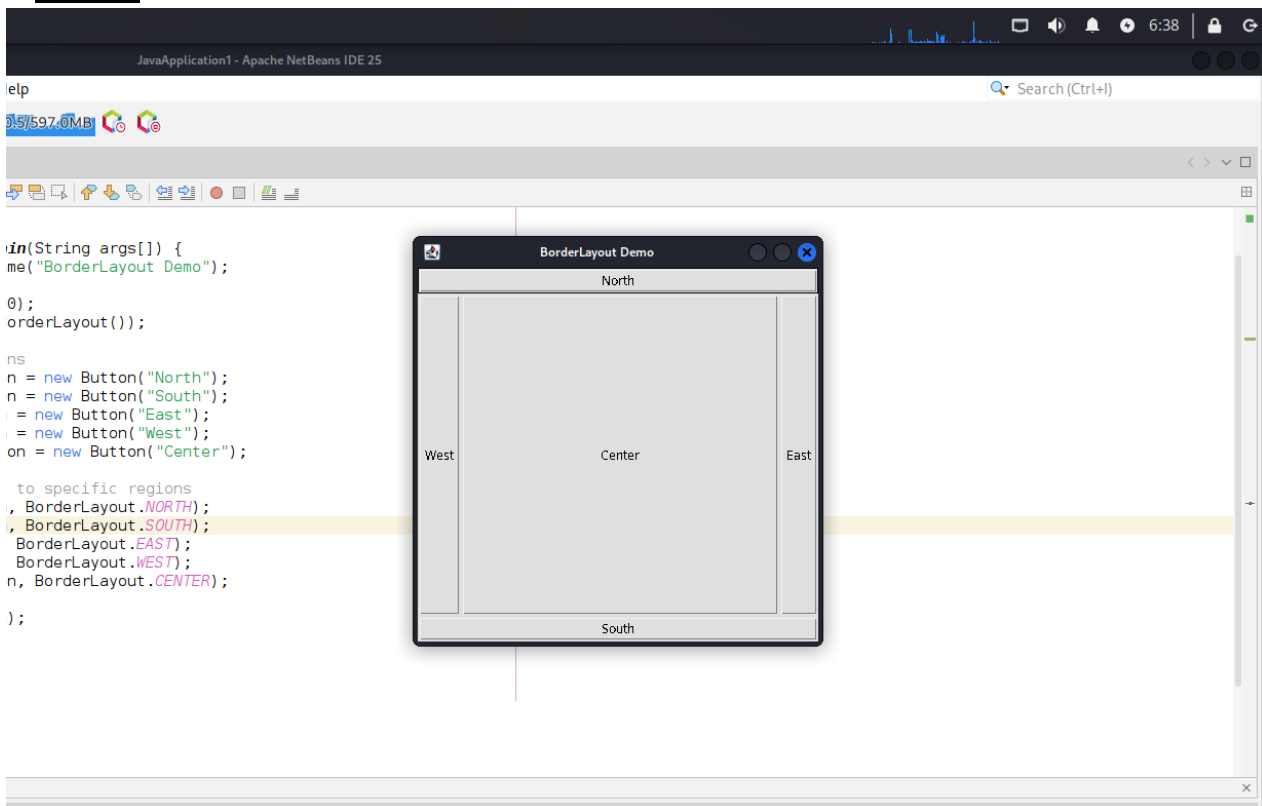 6:38
JavaApplication1 - Apache NetBeans IDE 25
elp
Search (Ctrl+I)
0.5/597.0MB
in(String args[]) {
me("BorderLayout Demo");
0);
orderLayout());
ns
n = new Button("North");
n = new Button("South");
= new Button("East");
= new Button("West");
on = new Button("Center");
to specific regions
, BorderLayout.NORTH);
, BorderLayout.SOUTH);
BorderLayout.EAST);
BorderLayout.WEST);
n, BorderLayout.CENTER);
);
BorderLayout Demo
North
West
Center
East
South